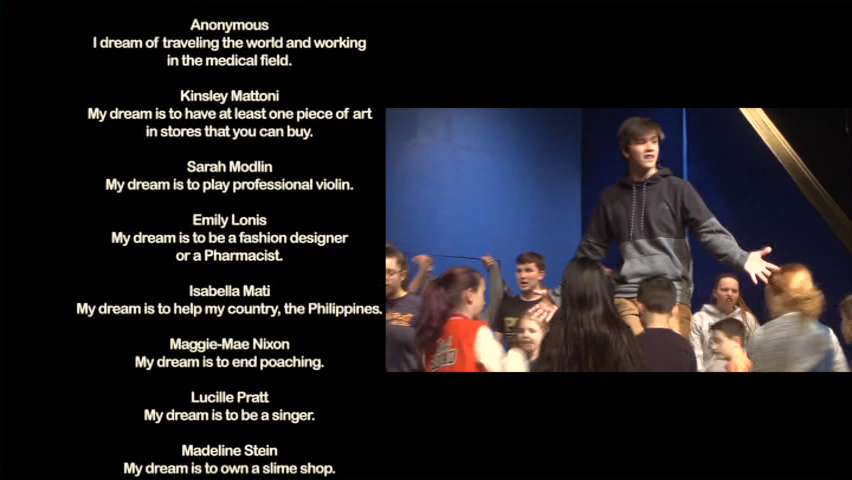 Anonymous
I dream of traveling the world and working
in the medical field.
Kinsley Mattoni
My dream is to have at least one piece of art
in stores that you can buy.
Sarah Modlin
My dream is to play professional violin.
Emily Lonis
My dream is to be a fashion designer
or a Pharmacist.
Isabella Mati
My dream is to help my country, the Philippines.
Maggie-Mae Nixon
My dream is to end poaching.
Lucille Pratt
My dream is to be a singer.
Madeline Stein
My dream is to own a slime shop.